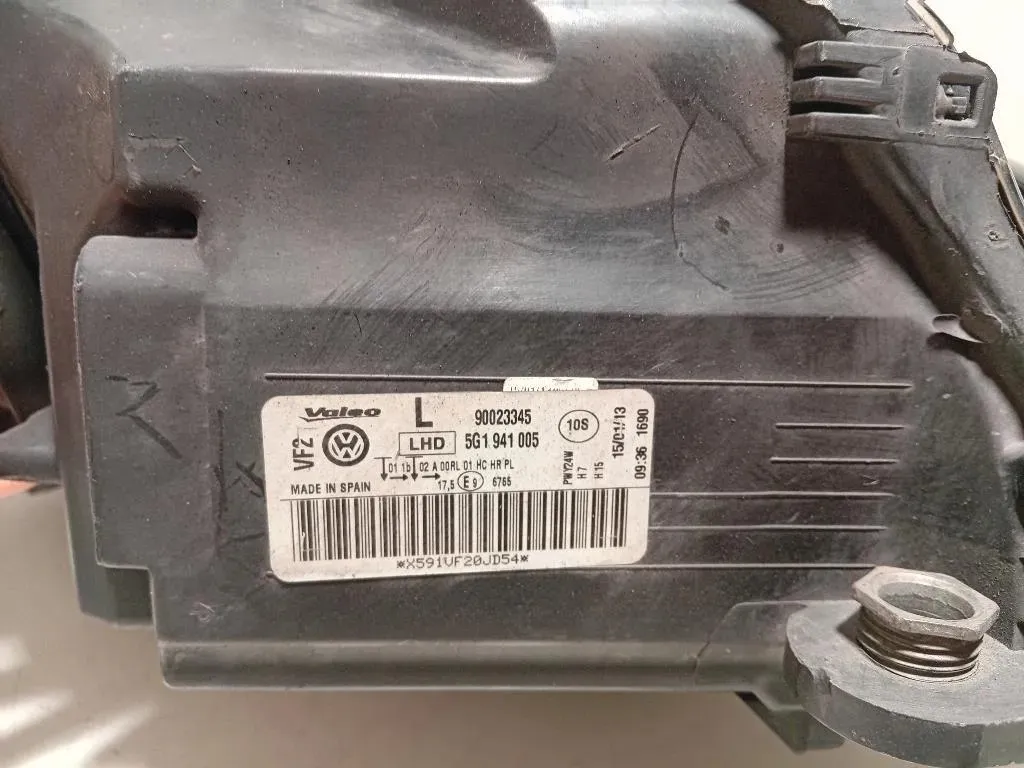 Valeo L 90023345
VF2 LHD 5G1 941 005
01 1b 02 A 00RL 01 HC HR PL
MADE IN SPAIN 17,5 E9 6765
*X591VF20JD54*
10S
PWY24W
H7
H15
15/01/13
09:36 1690